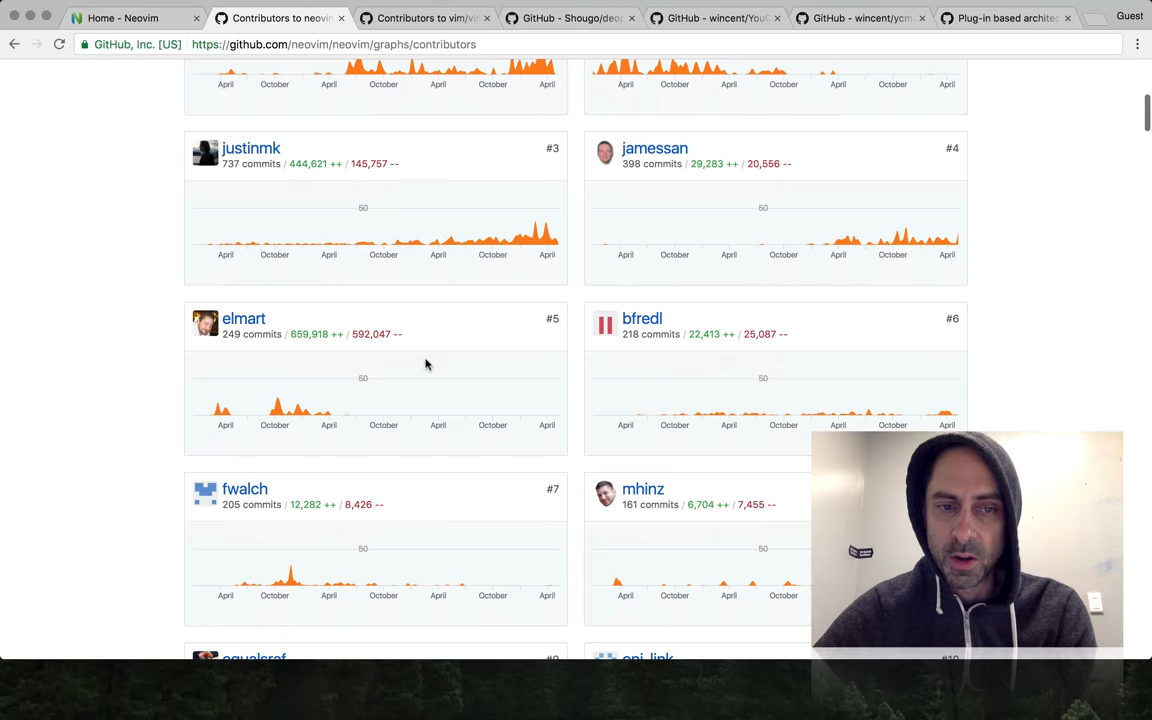 Home - Neovim
Contributors to neovim
Contributors to vim/vi
GitHub - Shougo/deop
GitHub - wincent/You
GitHub - wincent/ycm
Plug-in based architec
Guest
GitHub, Inc. [US]
https://github.com/neovim/neovim/graphs/contributors
April October April October April October April
April October April October April October April
justinmk #3
737 commits / 444,621 ++ / 145,757 --
50
April October April October April October April
jamessan #4
398 commits / 29,283 ++ / 20,556 --
50
April October April October April October April
elmart #5
249 commits / 659,918 ++ / 592,047 --
50
April October April October April October April
bfredl #6
218 commits / 22,413 ++ / 25,087 --
50
April October April October April October April
fwalch #7
205 commits / 12,282 ++ / 8,426 --
50
April October April October April October April
mhinz
161 commits / 6,704 ++ / 7,455 --
50
April October April October
equalsraf
oni-link